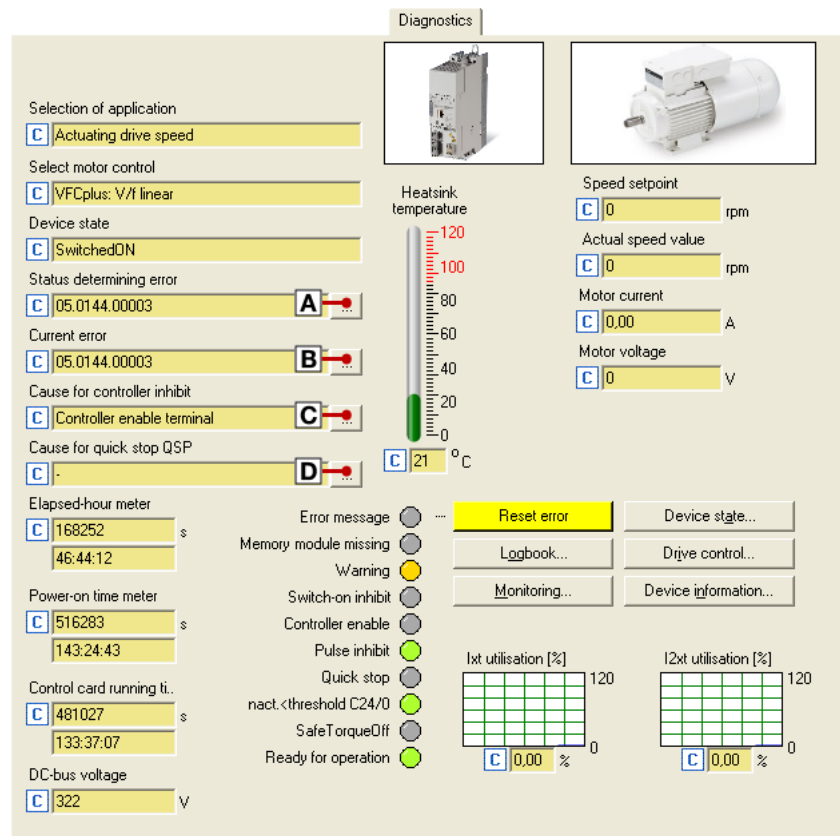 Diagnostics
Selection of application
C Actuating drive speed
Select motor control
C VFCplus: V/f linear
Device state
C SwitchedON
Status determining error
C 05.0144.00003 A ...
Current error
C 05.0144.00003 B ...
Cause for controller inhibit
C Controller enable terminal C ...
Cause for quick stop QSP
C - D ...
Elapsed-hour meter
C 168252 s
46:44:12
Power-on time meter
C 516283 s
143:24:43
Control card running ti..
C 481027 s
133:37:07
DC-bus voltage
C 322 V
Heatsink
temperature
120
100
80
60
40
20
0
C 21 °C
Speed setpoint
C 0 rpm
Actual speed value
C 0 rpm
Motor current
C 0,00 A
Motor voltage
C 0 V
Error message
Memory module missing
Warning
Switch-on inhibit
Controller enable
Pulse inhibit
Quick stop
nact.<threshold C24/0
SafeTorqueOff
Ready for operation
Reset error
Device state...
Logbook...
Drive control...
Monitoring...
Device information...
Ixt utilisation [%]
120
0
C 0,00 %
I2xt utilisation [%]
120
0
C 0,00 %